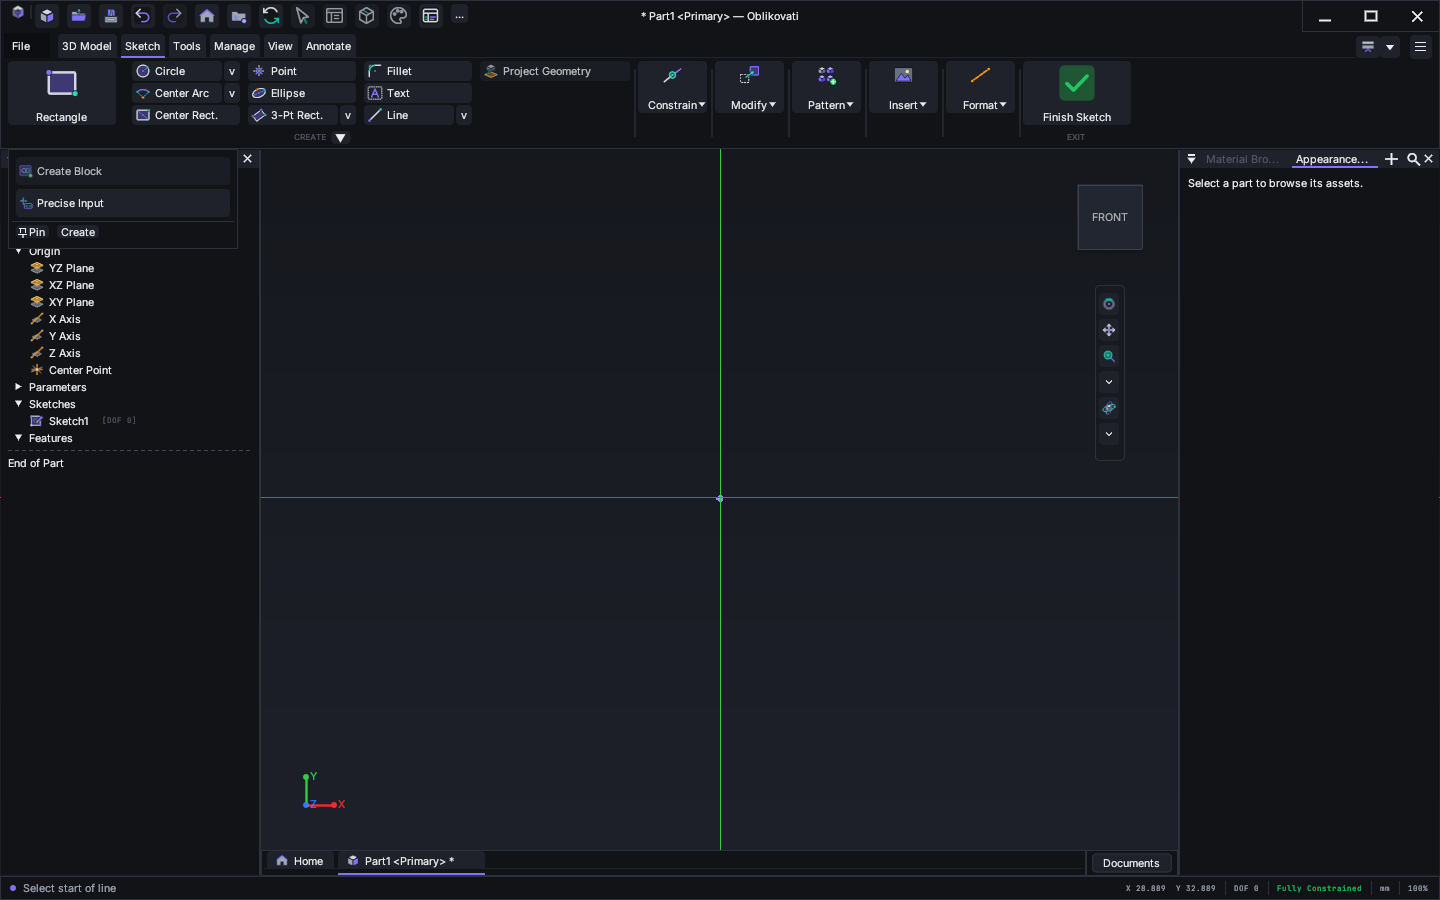 * Part1 <Primary> — Oblikovati
...
File
3D Model
Sketch
Tools
Manage
View
Annotate
Rectangle
Circle
v
Center Arc
v
Center Rect.
Point
Ellipse
3-Pt Rect.
v
Fillet
Text
Line
v
Project Geometry
CREATE
Constrain
Modify
Pattern
Insert
Format
Finish Sketch
EXIT
Create Block
Precise Input
Pin
Create
Origin
YZ Plane
XZ Plane
XY Plane
X Axis
Y Axis
Z Axis
Center Point
Parameters
Sketches
Sketch1 [DOF 0]
Features
End of Part
FRONT
Material Bro...
Appearance...
Select a part to browse its assets.
Y
Z
X
Home
Part1 <Primary> *
Documents
Select start of line
X 28.889 Y 32.889
DOF 0
Fully Constrained
mm
100%